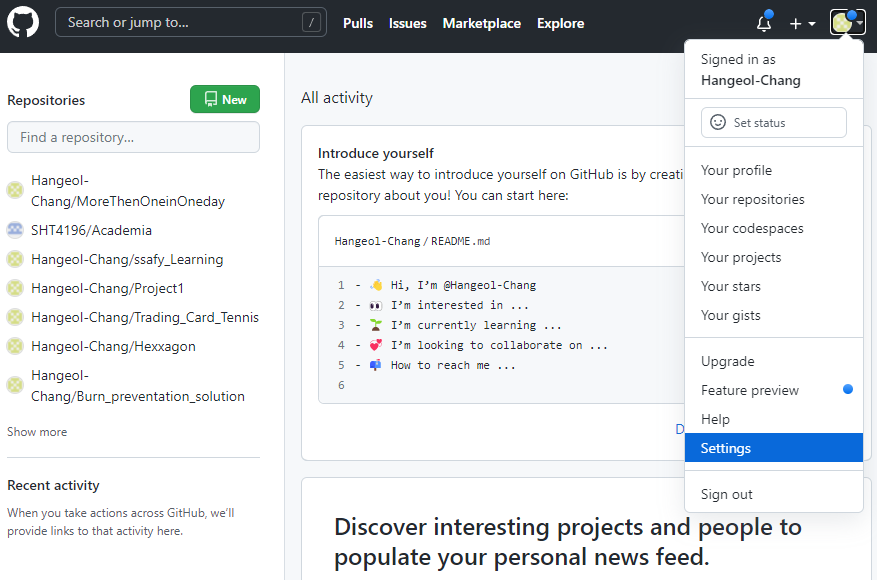 Search or jump to...
/
Pulls
Issues
Marketplace
Explore
Repositories
New
Find a repository...
Hangeol-
Chang/MoreThenOneinOneday
SHT4196/Academia
Hangeol-Chang/ssafy_Learning
Hangeol-Chang/Project1
Hangeol-Chang/Trading_Card_Tennis
Hangeol-Chang/Hexxagon
Hangeol-
Chang/Burn_preventation_solution
Show more
Recent activity
When you take actions across GitHub, we'll
provide links to that activity here.
All activity
Introduce yourself
The easiest way to introduce yourself on GitHub is by creati
repository about you! You can start here:
Hangeol-Chang / README.md
1 - 👋 Hi, I'm @Hangeol-Chang
2 - 👀 I'm interested in ...
3 - 🌱 I'm currently learning ...
4 - 💞️ I'm looking to collaborate on ...
5 - 📫 How to reach me ...
6
D
Discover interesting projects and people to
populate your personal news feed.
Signed in as
Hangeol-Chang
Set status
Your profile
Your repositories
Your codespaces
Your projects
Your stars
Your gists
Upgrade
Feature preview
Help
Settings
Sign out